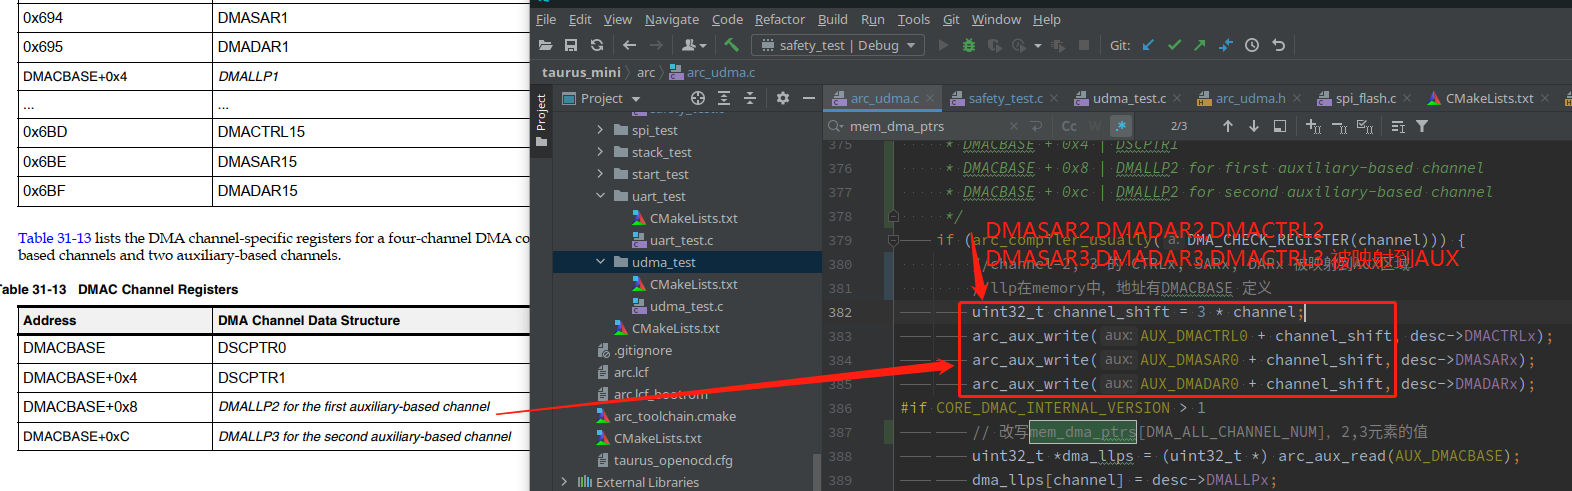 0x694 DMASAR1
0x695 DMADAR1
DMACBASE+0x4 DMALLP1
... ...
0x6BD DMACTRL15
0x6BE DMASAR15
0x6BF DMADAR15
Table 31-13 lists the DMA channel-specific registers for a four-channel DMA co
based channels and two auxiliary-based channels.
able 31-13 DMAC Channel Registers
Address DMA Channel Data Structure
DMACBASE DSCPTR0
DMACBASE+0x4 DSCPTR1
DMACBASE+0x8 DMALLP2 for the first auxiliary-based channel
DMACBASE+0xC DMALLP3 for the second auxiliary-based channel
File Edit View Navigate Code Refactor Build Run Tools Git Window Help
safety_test | Debug Git:
taurus_mini arc arc_udma.c
Project
Project
spi_test
stack_test
start_test
uart_test
CMakeLists.txt
uart_test.c
udma_test
CMakeLists.txt
udma_test.c
CMakeLists.txt
.gitignore
arc.lcf
arc.lcf_bootrom
arc_toolchain.cmake
CMakeLists.txt
taurus_openocd.cfg
External Libraries
arc_udma.c safety_test.c udma_test.c arc_udma.h spi_flash.c CMakeLists.txt
mem_dma_ptrs Cc W .* 2/3
375 * DMACBASE + 0x4 | DSCPTR1
376 * DMACBASE + 0x8 | DMALLP2 for first auxiliary-based channel
377 * DMACBASE + 0xc | DMALLP2 for second auxiliary-based channel
378 */
DMASAR2,DMADAR2,DMACTRL2
379 if (arc_compiler_usually( a: DMA_CHECK_REGISTER(channel))) {
DMASAR3,DMADAR3,DMACTRL3 被映射到AUX
380 //channel-2, 3 的 CTRLx, SARx, DARx 被映射到AUX区域
381 //llp在memory中, 地址有DMACBASE 定义
382 uint32_t channel_shift = 3 * channel;
383 arc_aux_write( aux: AUX_DMACTRL0 + channel_shift, desc->DMACTRLx);
384 arc_aux_write( aux: AUX_DMASAR0 + channel_shift, desc->DMASARx);
385 arc_aux_write( aux: AUX_DMADAR0 + channel_shift, desc->DMADARx);
386 #if CORE_DMAC_INTERNAL_VERSION > 1
387 // 改写mem_dma_ptrs[DMA_ALL_CHANNEL_NUM], 2,3元素的值
388 uint32_t *dma_llps = (uint32_t *) arc_aux_read(AUX_DMACBASE);
389 dma_llps[channel] = desc->DMALLPx;